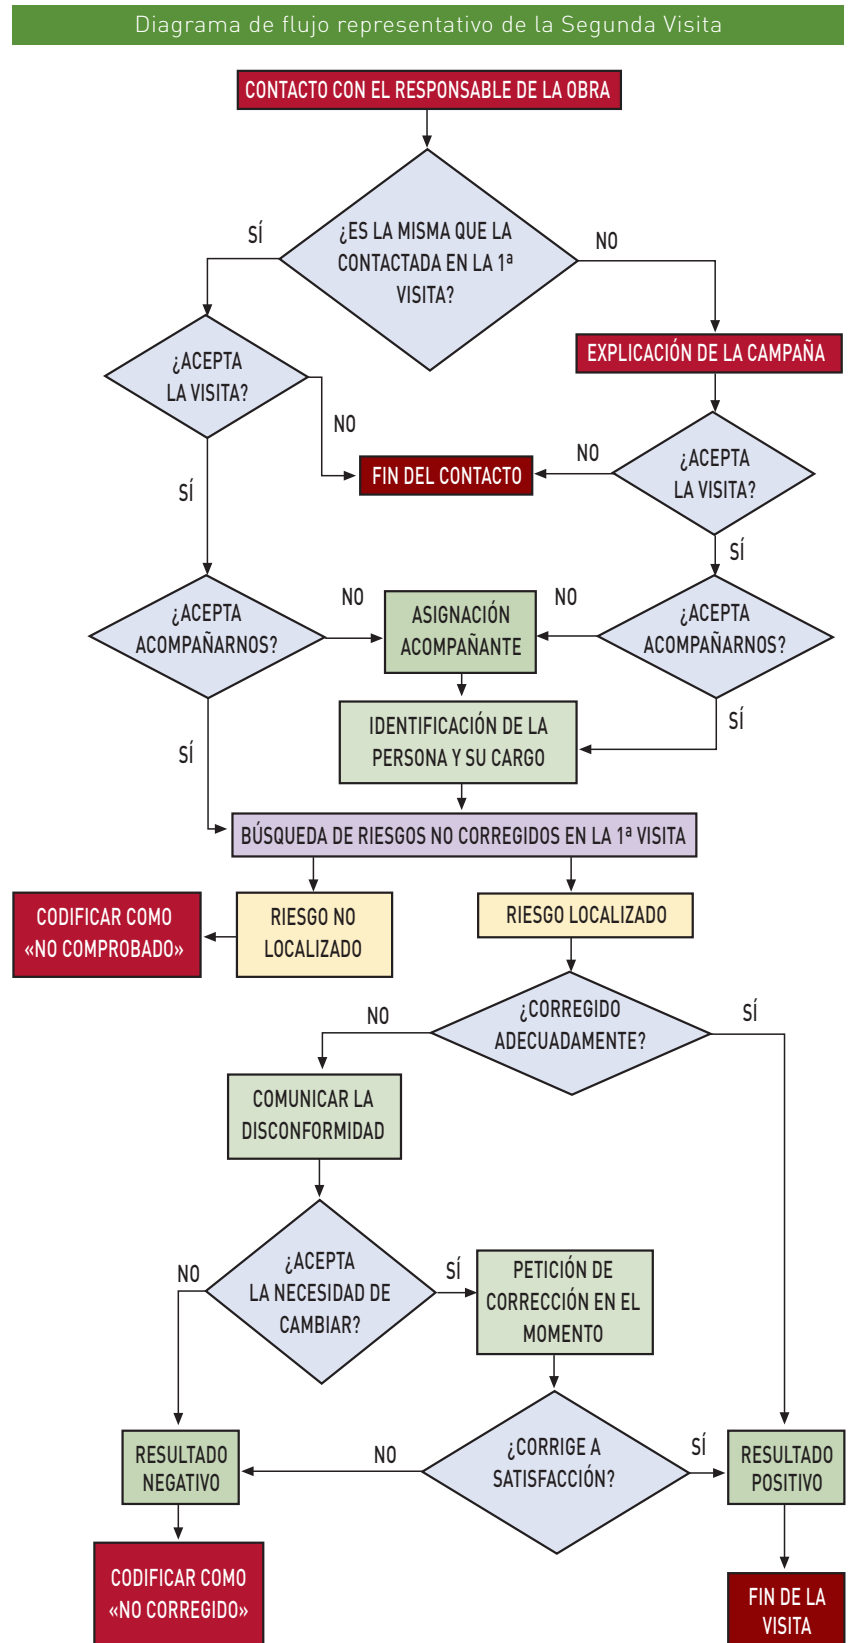 Diagrama de flujo representativo de la Segunda Visita
CONTACTO CON EL RESPONSABLE DE LA OBRA
¿ES LA MISMA QUE LA
CONTACTADA EN LA 1ª
VISITA?
SÍ
NO
EXPLICACIÓN DE LA CAMPAÑA
¿ACEPTA
LA VISITA?
NO
SÍ
FIN DEL CONTACTO
NO
¿ACEPTA
LA VISITA?
SÍ
¿ACEPTA
ACOMPAÑARNOS?
NO
SÍ
ASIGNACIÓN
ACOMPAÑANTE
NO
¿ACEPTA
ACOMPAÑARNOS?
SÍ
IDENTIFICACIÓN DE LA
PERSONA Y SU CARGO
BÚSQUEDA DE RIESGOS NO CORREGIDOS EN LA 1ª VISITA
CODIFICAR COMO
«NO COMPROBADO»
RIESGO NO
LOCALIZADO
RIESGO LOCALIZADO
¿CORREGIDO
ADECUADAMENTE?
NO
SÍ
COMUNICAR LA
DISCONFORMIDAD
¿ACEPTA
LA NECESIDAD DE
CAMBIAR?
NO
SÍ
PETICIÓN DE
CORRECCIÓN EN EL
MOMENTO
¿CORRIGE A
SATISFACCIÓN?
NO
SÍ
RESULTADO
NEGATIVO
RESULTADO
POSITIVO
CODIFICAR COMO
«NO CORREGIDO»
FIN DE LA
VISITA